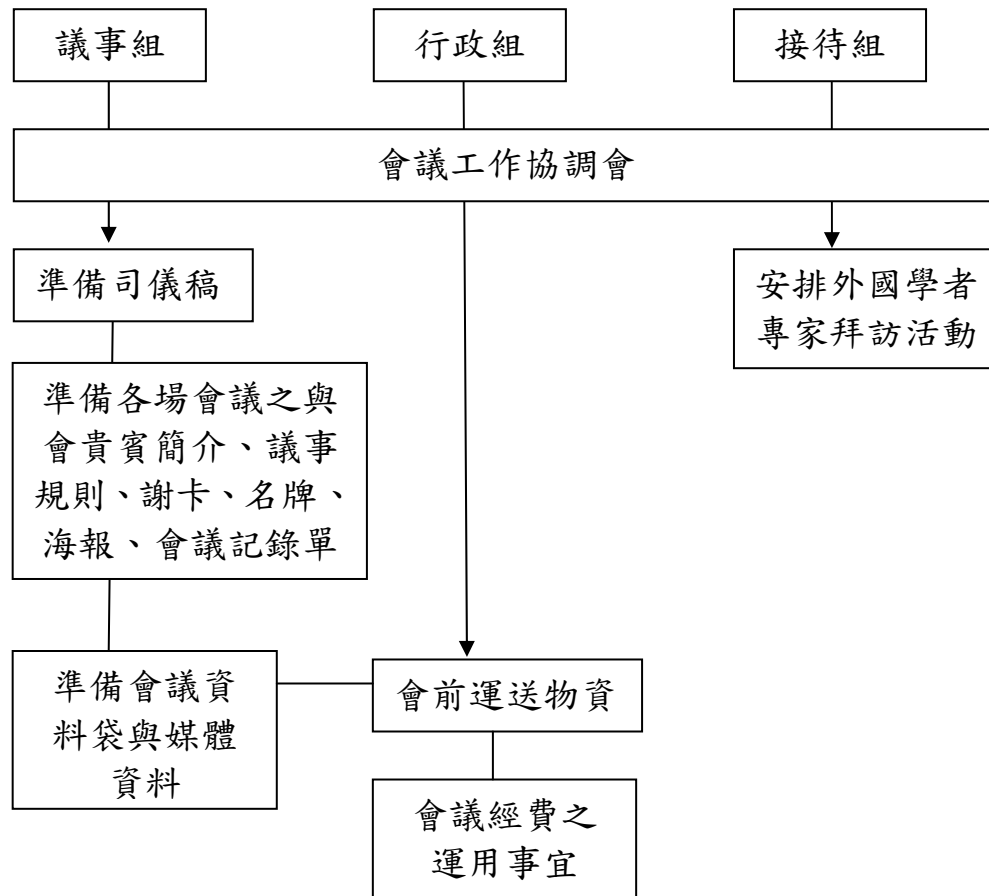 議事組
行政組
接待組
會議工作協調會
準備司儀稿
安排外國學者
專家拜訪活動
準備各場會議之與
會貴賓簡介、議事
規則、謝卡、名牌、
海報、會議記錄單
準備會議資
料袋與媒體
資料
會前運送物資
會議經費之
運用事宜